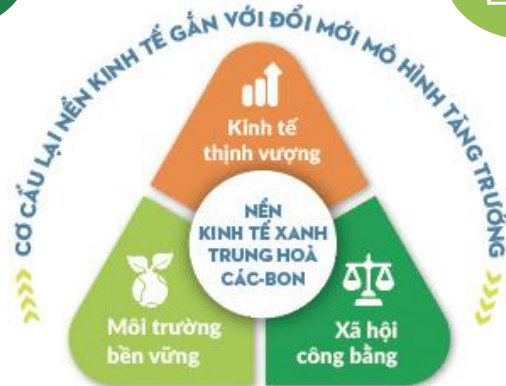 CƠ CẤU LẠI NỀN KINH TẾ GẮN VỚI ĐỔI MỚI MÔ HÌNH TĂNG TRƯỞNG
Kinh tế
thịnh vượng
NỀN
KINH TẾ XANH
TRUNG HOÀ
CÁC-BON
Môi trường
bền vững
Xã hội
công bằng